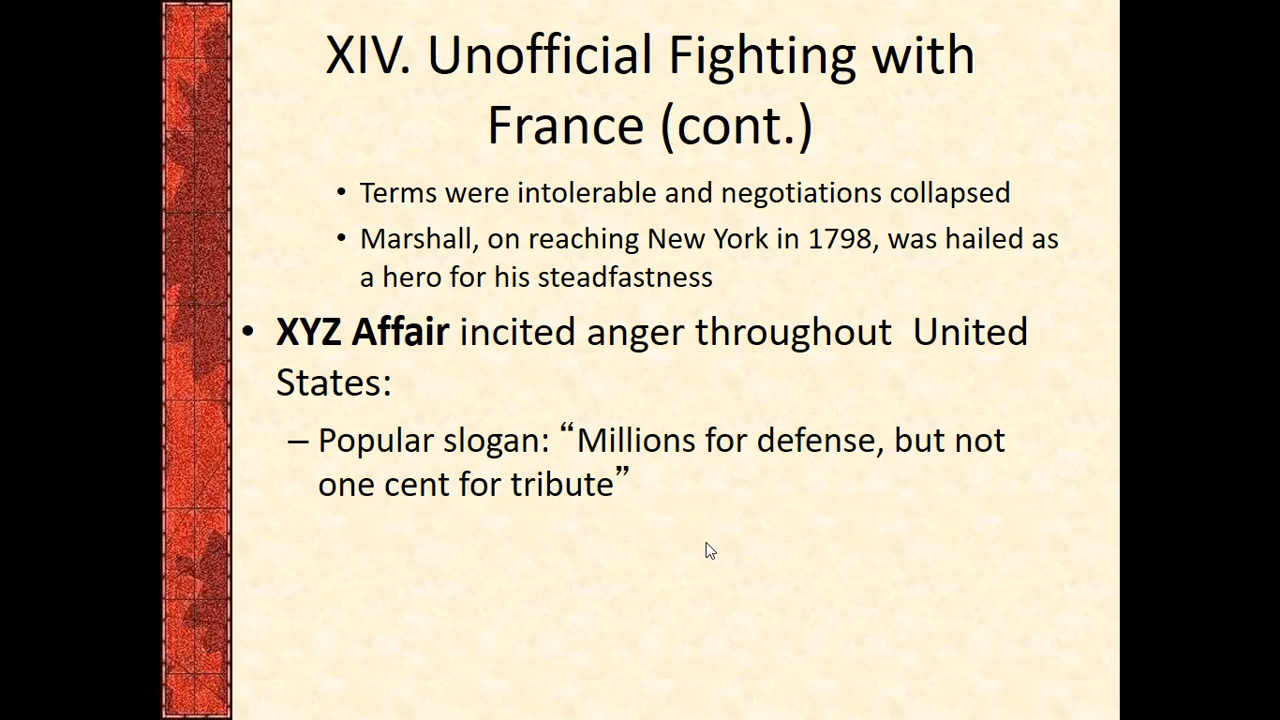 XIV. Unofficial Fighting with
France (cont.)
• Terms were intolerable and negotiations collapsed
• Marshall, on reaching New York in 1798, was hailed as
a hero for his steadfastness
• XYZ Affair incited anger throughout  United
States:
– Popular slogan: “Millions for defense, but not
one cent for tribute”